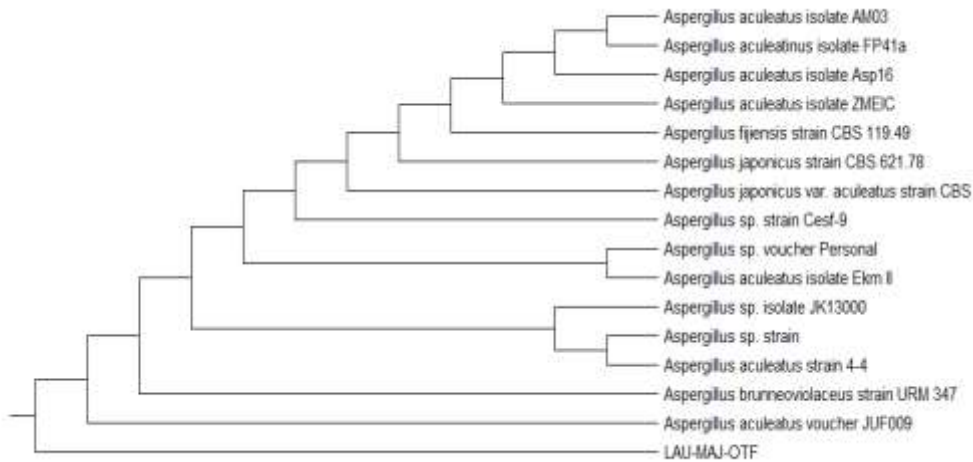 Aspergillus aculeatus isolate AM03
Aspergillus aculeatinus isolate FP41a
Aspergillus aculeatus isolate Asp16
Aspergillus aculeatus isolate ZMEIC
Aspergillus fijiensis strain CBS 119.49
Aspergillus japonicus strain CBS 621.78
Aspergillus japonicus var. aculeatus strain CBS
Aspergillus sp. strain Cesf-9
Aspergillus sp. voucher Personal
Aspergillus aculeatus isolate Ekm II
Aspergillus sp. isolate JK13000
Aspergillus sp. strain
Aspergillus aculeatus strain 4-4
Aspergillus brunneoviolaceus strain URM 347
Aspergillus aculeatus voucher JUF009
LAU-MAJ-OTF